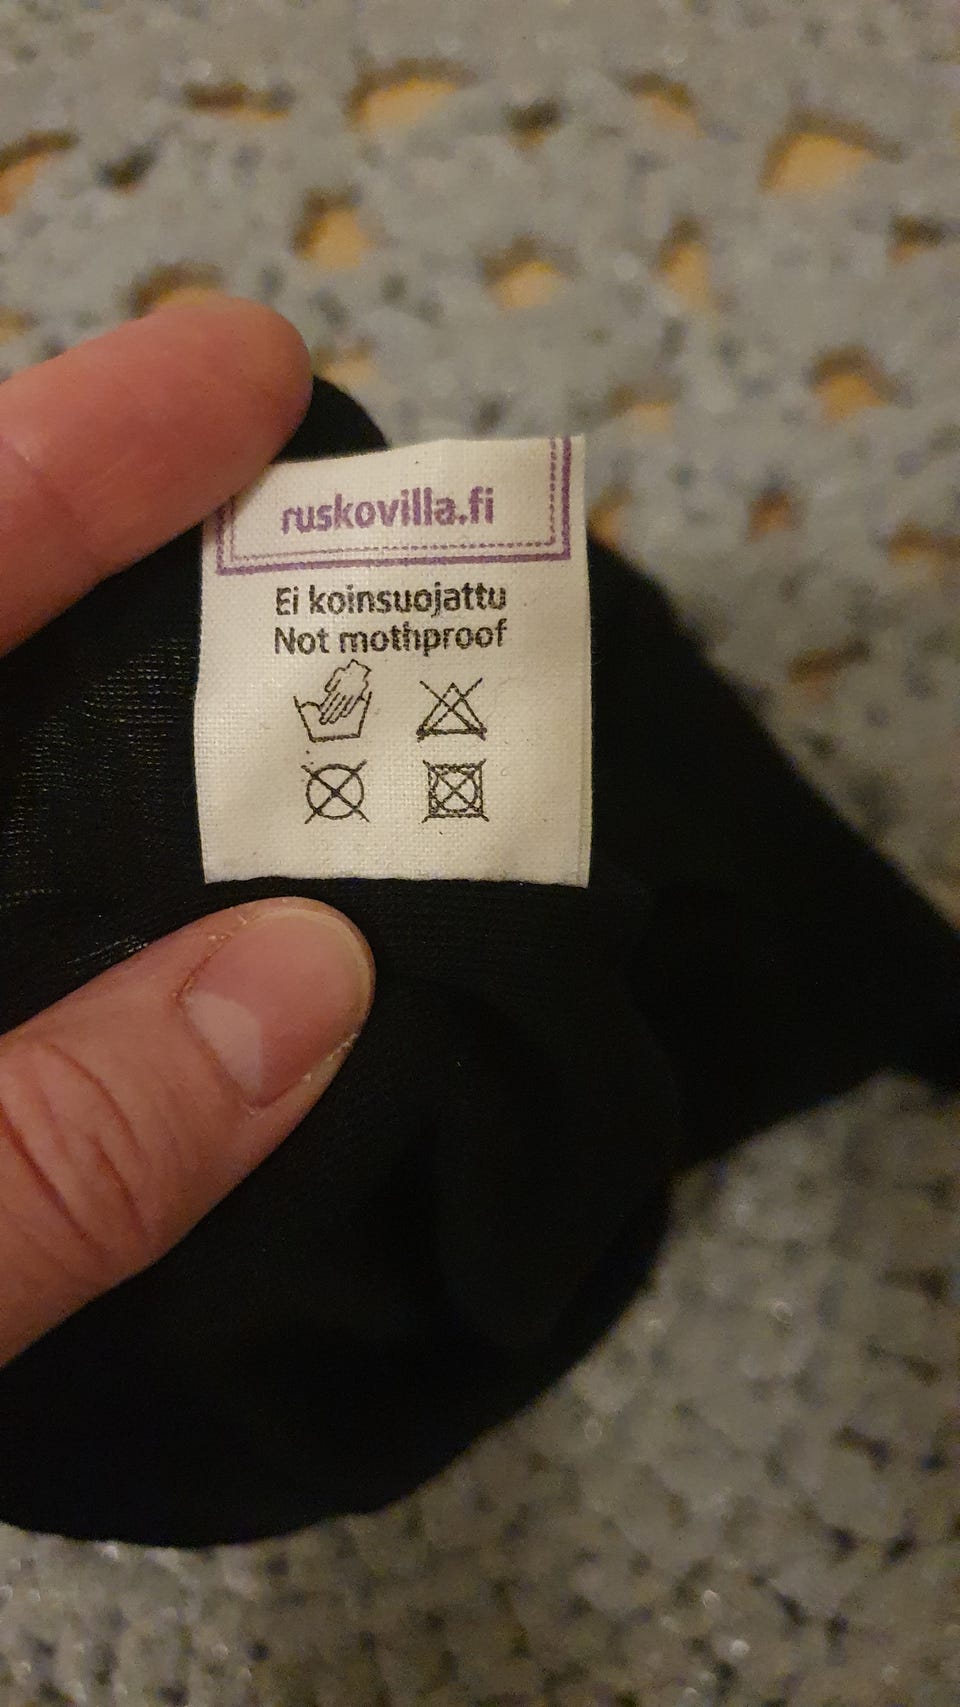 ruskovilla.fi
Ei koinsuojattu
Not mothproof